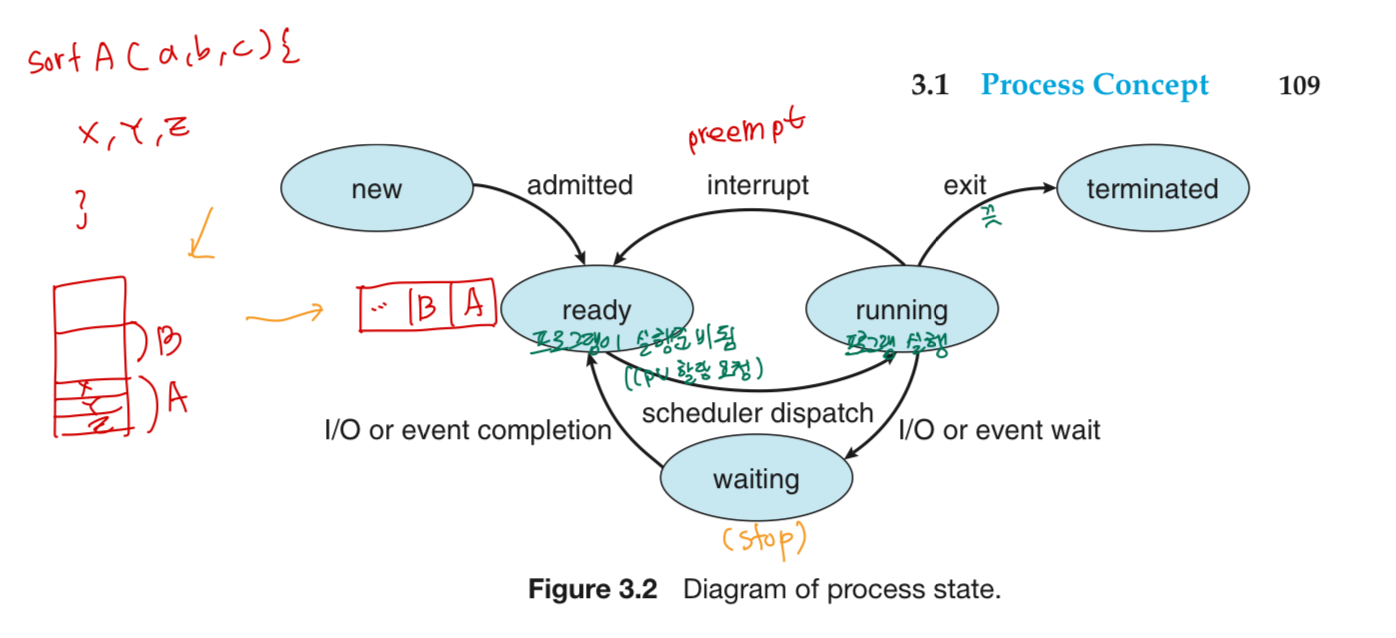 sort A ( a,b,c){
3.1 Process Concept 109
X, Y, Z
preempt
}
new
admitted
interrupt
exit
terminated
죽
... B A
ready
running
프로그램이 실행준비됨
프로그램 실행
(CPU 할당 요청)
B
X
Y
Z
A
scheduler dispatch
I/O or event completion
I/O or event wait
waiting
(stop)
Figure 3.2 Diagram of process state.